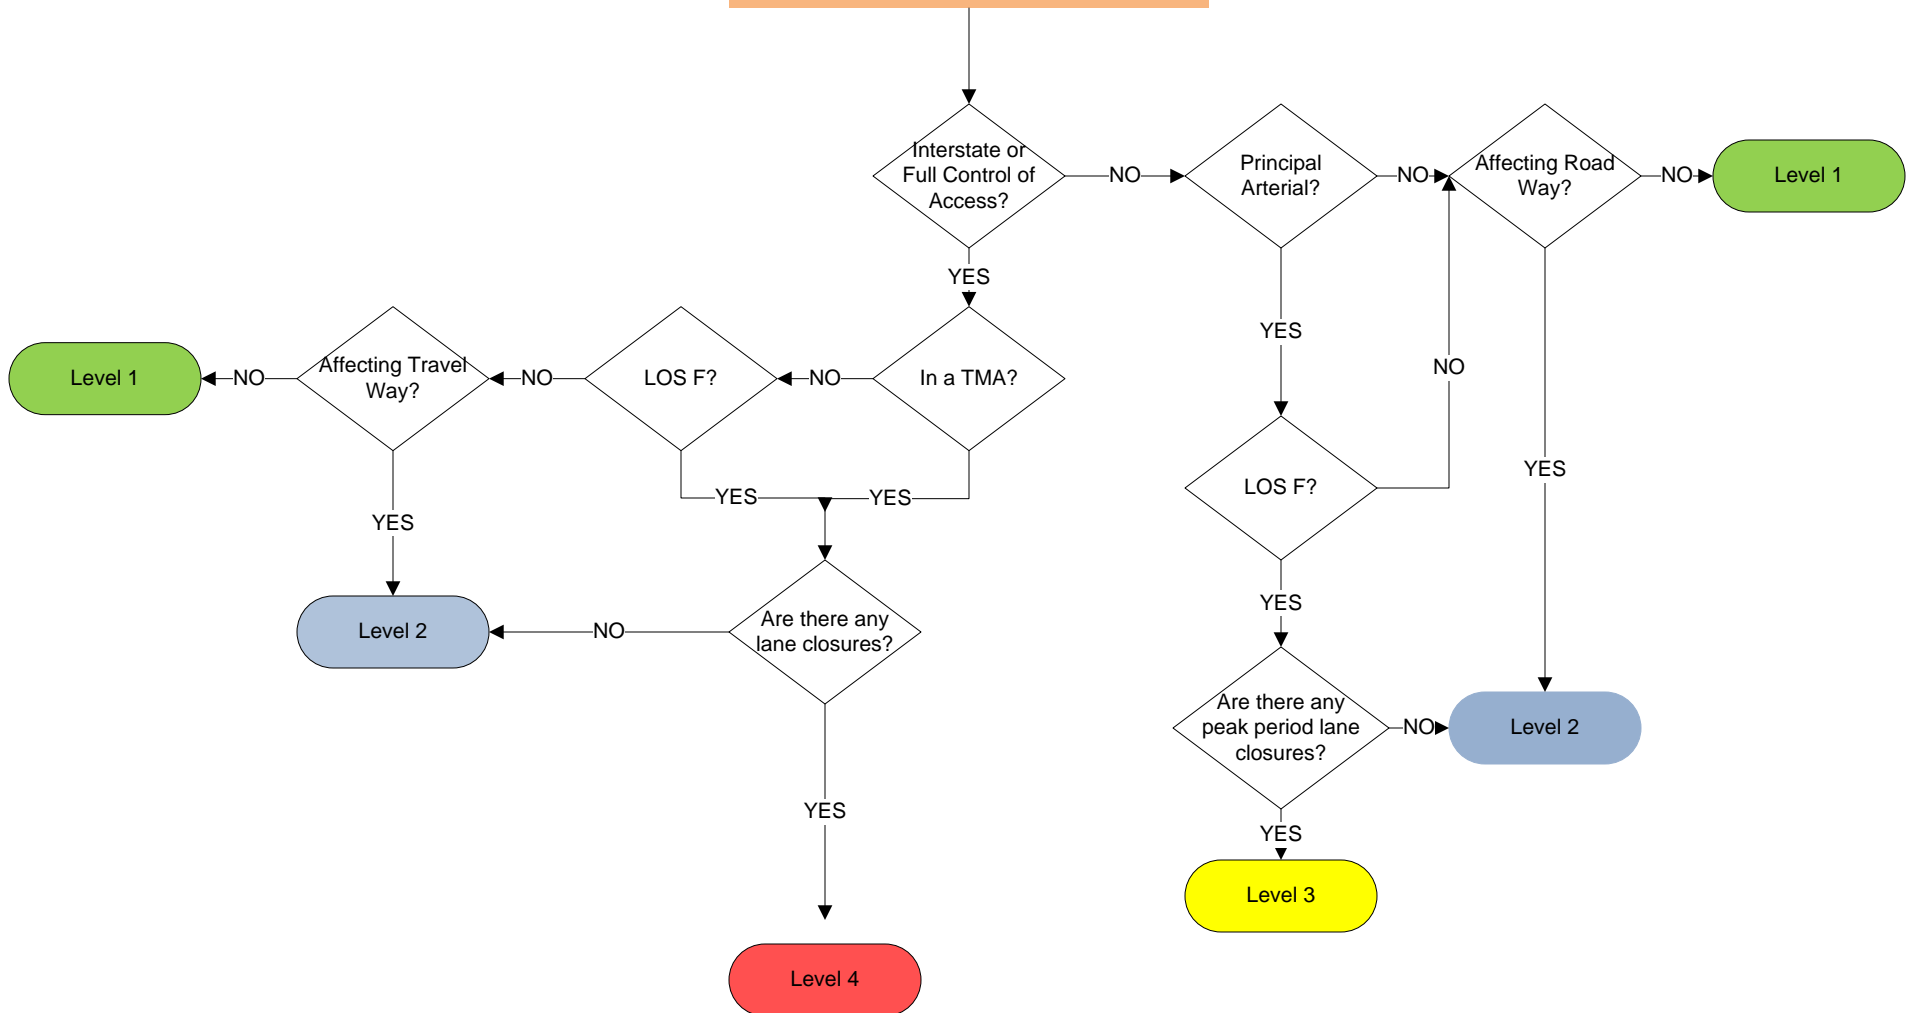 Interstate or
Full Control of
Access?
NO
Principal
Arterial?
NO
Affecting Road
Way?
NO
Level 1
YES
YES
Level 1
NO
Affecting Travel
Way?
NO
LOS F?
NO
In a TMA?
NO
YES
YES
YES
LOS F?
YES
YES
YES
Level 2
NO
Are there any
lane closures?
Are there any
peak period lane
closures?
NO
Level 2
YES
YES
Level 3
Level 4